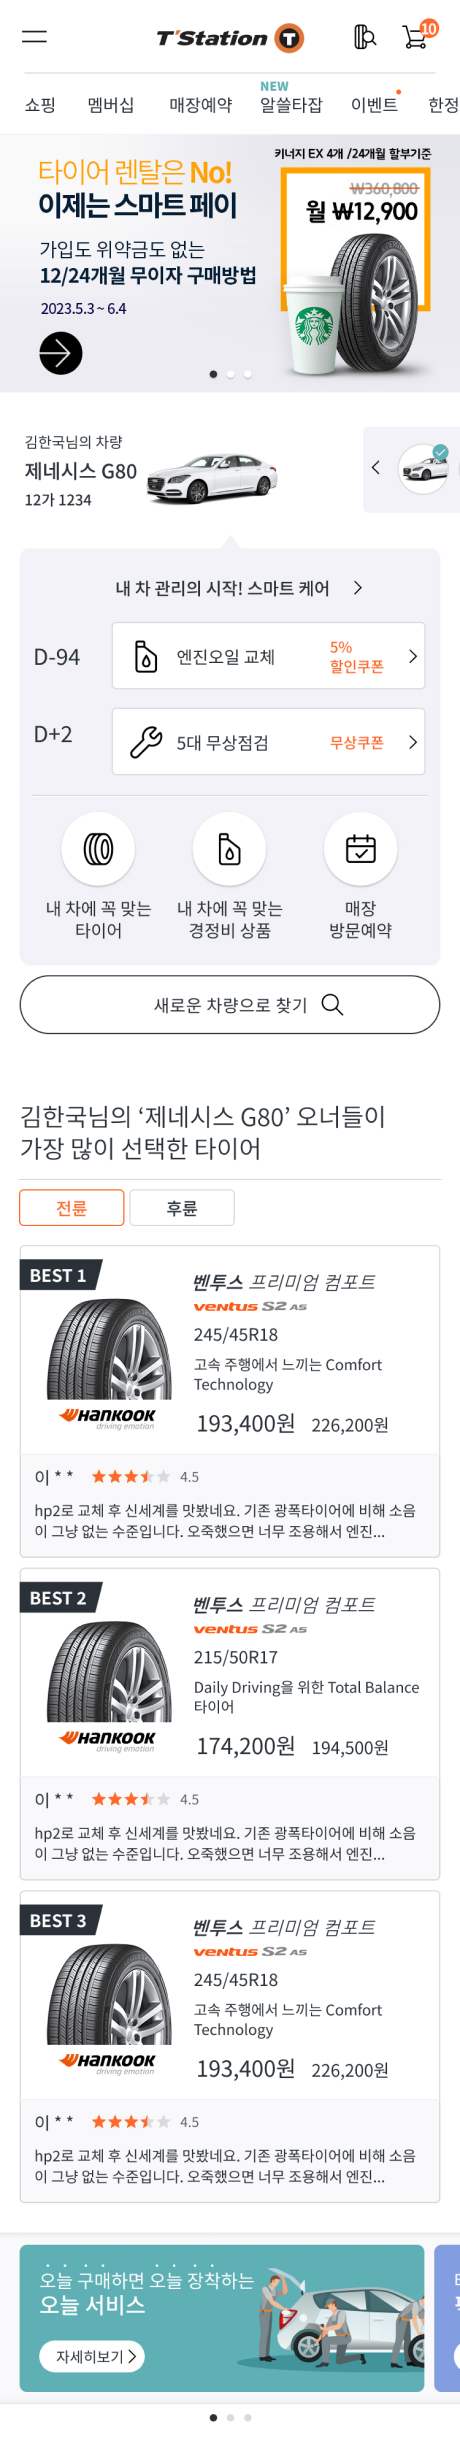 T'Station T
10
NEW
쇼핑 멤버십 매장예약 알쓸타잡 이벤트 한정
키너지 EX 4개 /24개월 할부기준
타이어 렌탈은 No!
이제는 스마트 페이
₩360,800
월 ₩12,900
가입도 위약금도 없는
12/24개월 무이자 구매방법
2023.5.3 ~ 6.4
김한국님의 차량
제네시스 G80
12가 1234
내 차 관리의 시작! 스마트 케어
D-94
엔진오일 교체
5%
할인쿠폰
D+2
5대 무상점검
무상쿠폰
내 차에 꼭 맞는
타이어
내 차에 꼭 맞는
경정비 상품
매장
방문예약
새로운 차량으로 찾기
김한국님의 ‘제네시스 G80’ 오너들이
가장 많이 선택한 타이어
전륜 후륜
BEST 1
벤투스 프리미엄 컴포트
ventus S2 AS
245/45R18
고속 주행에서 느끼는 Comfort
Technology
HANKOOK
driving emotion
193,400원 226,200원
이 * * 4.5
hp2로 교체 후 신세계를 맛봤네요. 기존 광폭타이어에 비해 소음
이 그냥 없는 수준입니다. 오죽했으면 너무 조용해서 엔진...
BEST 2
벤투스 프리미엄 컴포트
ventus S2 AS
215/50R17
Daily Driving을 위한 Total Balance
타이어
HANKOOK
driving emotion
174,200원 194,500원
이 * * 4.5
hp2로 교체 후 신세계를 맛봤네요. 기존 광폭타이어에 비해 소음
이 그냥 없는 수준입니다. 오죽했으면 너무 조용해서 엔진...
BEST 3
벤투스 프리미엄 컴포트
ventus S2 AS
245/45R18
고속 주행에서 느끼는 Comfort
Technology
HANKOOK
driving emotion
193,400원 226,200원
이 * * 4.5
hp2로 교체 후 신세계를 맛봤네요. 기존 광폭타이어에 비해 소음
이 그냥 없는 수준입니다. 오죽했으면 너무 조용해서 엔진...
오늘 구매하면 오늘 장착하는
오늘 서비스
자세히보기